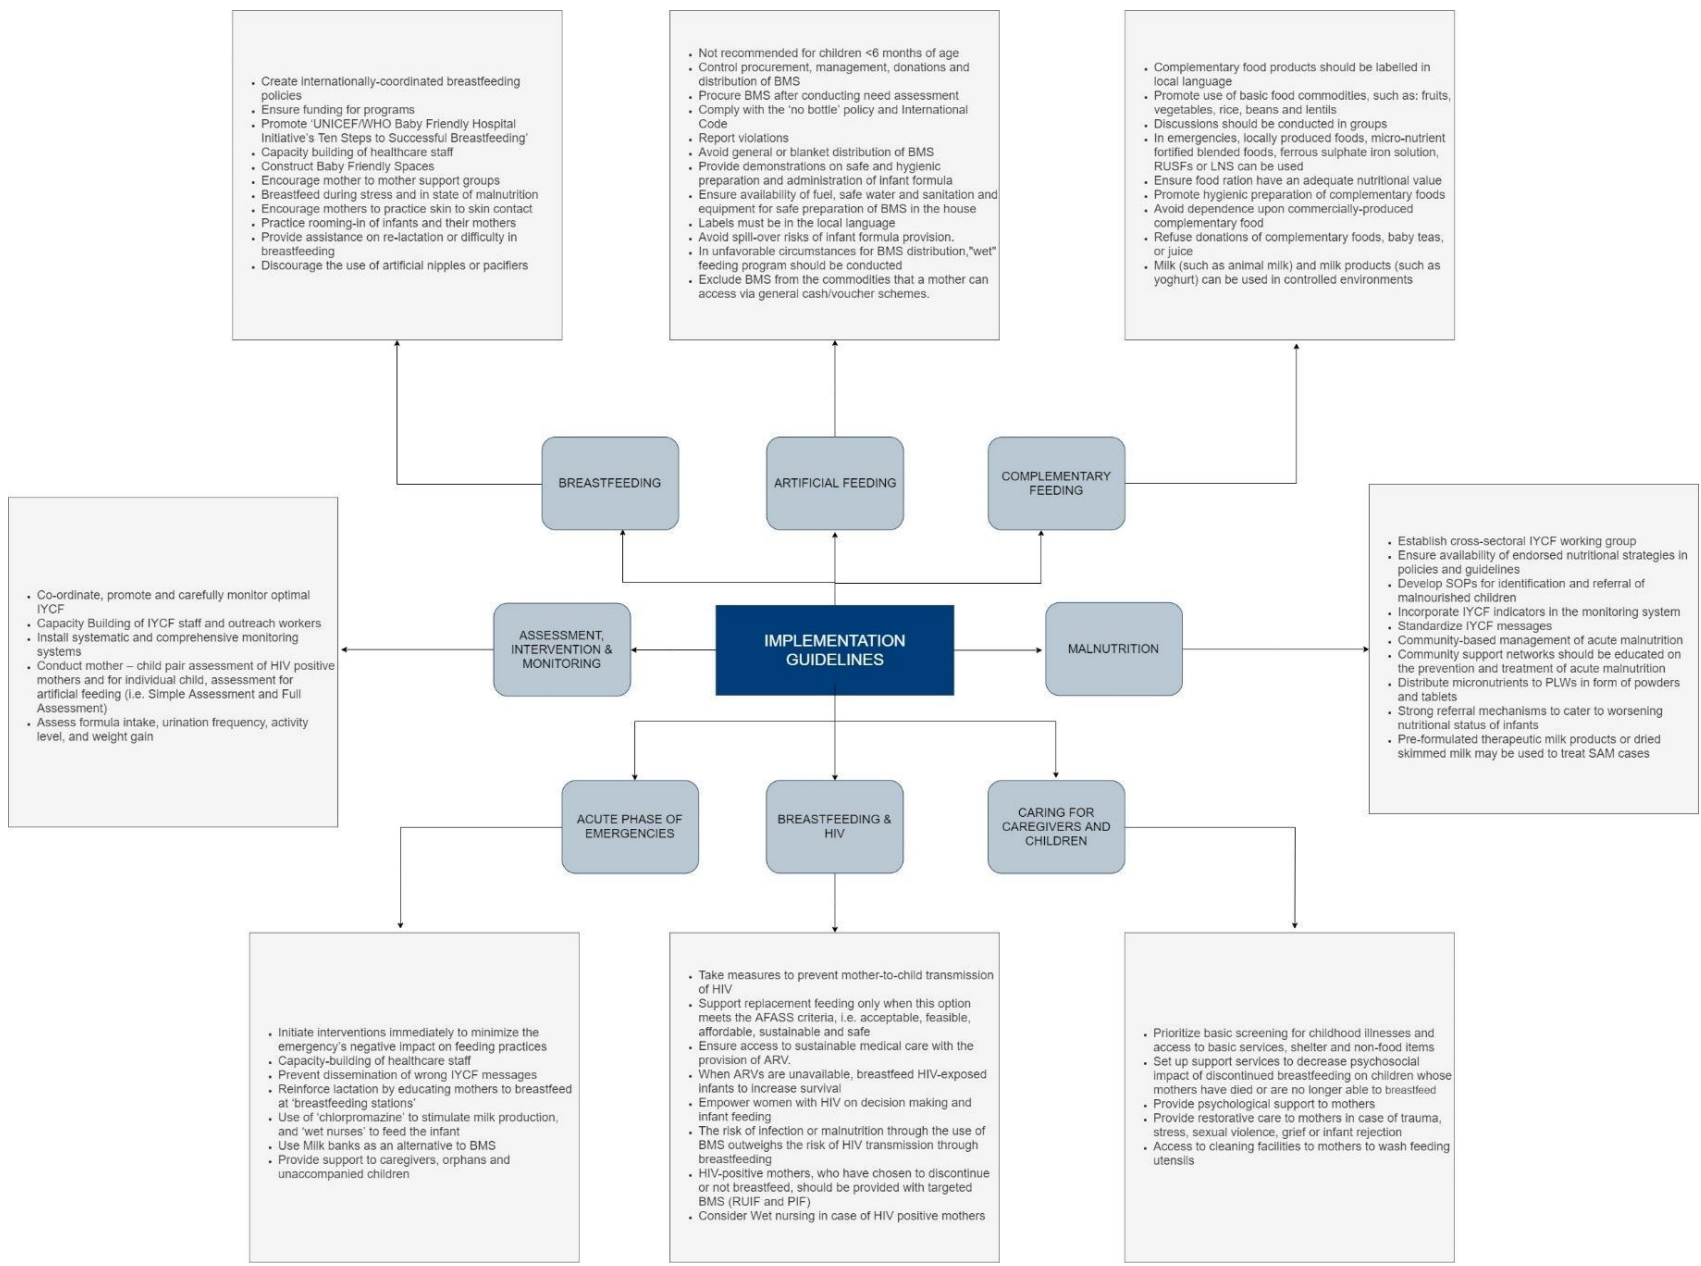 • Create internationally-coordinated breastfeeding
policies
• Ensure funding for programs
• Promote ‘UNICEF/WHO Baby Friendly Hospital
Initiative’s Ten Steps to Successful Breastfeeding’
• Capacity building of healthcare staff
• Construct Baby Friendly Spaces
• Encourage mother to mother support groups
• Breastfeed during stress and in state of malnutrition
• Encourage mothers to practice skin to skin contact
• Practice rooming-in of infants and their mothers
• Provide assistance on re-lactation or difficulty in
breastfeeding
• Discourage the use of artificial nipples or pacifiers
• Not recommended for children <6 months of age
• Control procurement, management, donations and
distribution of BMS
• Procure BMS after conducting need assessment
• Comply with the ‘no bottle’ policy and International
Code
• Report violations
• Avoid general or blanket distribution of BMS
• Provide demonstrations on safe and hygienic
preparation and administration of infant formula
• Ensure availability of fuel, safe water and sanitation and
equipment for safe preparation of BMS in the house
• Labels must be in the local language
• Avoid spill-over risks of infant formula provision.
• In unfavorable circumstances for BMS distribution,"wet"
feeding program should be conducted
• Exclude BMS from the commodities that a mother can
access via general cash/voucher schemes.
• Complementary food products should be labelled in
local language
• Promote use of basic food commodities, such as: fruits,
vegetables, rice, beans and lentils
• Discussions should be conducted in groups
• In emergencies, locally produced foods, micro-nutrient
fortified blended foods, ferrous sulphate iron solution,
RUSFs or LNS can be used
• Ensure food ration have an adequate nutritional value
• Promote hygienic preparation of complementary foods
• Avoid dependence upon commercially-produced
complementary food
• Refuse donations of complementary foods, baby teas,
or juice
• Milk (such as animal milk) and milk products (such as
yoghurt) can be used in controlled environments
BREASTFEEDING
ARTIFICIAL FEEDING
COMPLEMENTARY
FEEDING
• Co-ordinate, promote and carefully monitor optimal
IYCF
• Capacity Building of IYCF staff and outreach workers
• Install systematic and comprehensive monitoring
systems
• Conduct mother – child pair assessment of HIV positive
mothers and for individual child, assessment for
artificial feeding (i.e. Simple Assessment and Full
Assessment)
• Assess formula intake, urination frequency, activity
level, and weight gain
ASSESSMENT,
INTERVENTION &
MONITORING
IMPLEMENTATION
GUIDELINES
MALNUTRITION
• Establish cross-sectoral IYCF working group
• Ensure availability of endorsed nutritional strategies in
policies and guidelines
• Develop SOPs for identification and referral of
malnourished children
• Incorporate IYCF indicators in the monitoring system
• Standardize IYCF messages
• Community-based management of acute malnutrition
• Community support networks should be educated on
the prevention and treatment of acute malnutrition
• Distribute micronutrients to PLWs in form of powders
and tablets
• Strong referral mechanisms to cater to worsening
nutritional status of infants
• Pre-formulated therapeutic milk products or dried
skimmed milk may be used to treat SAM cases
ACUTE PHASE OF
EMERGENCIES
BREASTFEEDING &
HIV
CARING FOR
CAREGIVERS AND
CHILDREN
• Initiate interventions immediately to minimize the
emergency’s negative impact on feeding practices
• Capacity-building of healthcare staff
• Prevent dissemination of wrong IYCF messages
• Reinforce lactation by educating mothers to breastfeed
at ‘breastfeeding stations’
• Use of ‘chlorpromazine’ to stimulate milk production,
and ‘wet nurses’ to feed the infant
• Use Milk banks as an alternative to BMS
• Provide support to caregivers, orphans and
unaccompanied children
• Take measures to prevent mother-to-child transmission
of HIV
• Support replacement feeding only when this option
meets the AFASS criteria, i.e. acceptable, feasible,
affordable, sustainable and safe
• Ensure access to sustainable medical care with the
provision of ARV.
• When ARVs are unavailable, breastfeed HIV-exposed
infants to increase survival
• Empower women with HIV on decision making and
infant feeding
• The risk of infection or malnutrition through the use of
BMS outweighs the risk of HIV transmission through
breastfeeding
• HIV-positive mothers, who have chosen to discontinue
or not breastfeed, should be provided with targeted
BMS (RUIF and PIF)
• Consider Wet nursing in case of HIV positive mothers
• Prioritize basic screening for childhood illnesses and
access to basic services, shelter and non-food items
• Set up support services to decrease psychosocial
impact of discontinued breastfeeding on children whose
mothers have died or are no longer able to breastfeed
• Provide psychological support to mothers
• Provide restorative care to mothers in case of trauma,
stress, sexual violence, grief or infant rejection
• Access to cleaning facilities to mothers to wash feeding
utensils